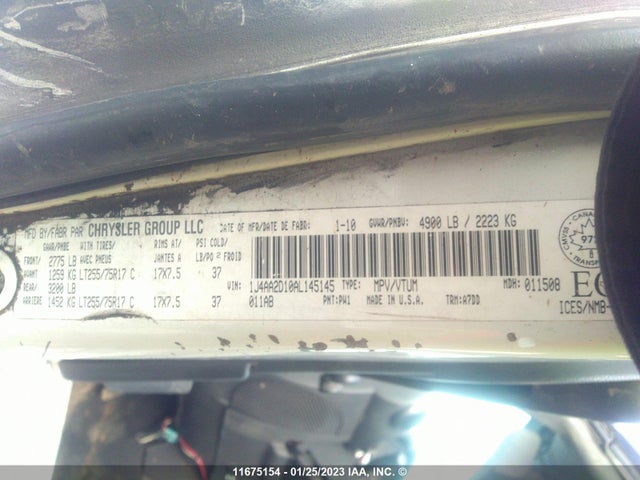 MFD BY/FABR PAR CHRYSLER GROUP LLC DATE OF MFR/DATE DE FABR: 1-10 GVWR/PNBV: 4900 LB / 2223 KG
GAWR/PNBE WITH TIRES/ RIMS AT/ PSI COLD/
FRONT/ 2775 LB AVEC PNEUS JANTES A LB/PO² FROID
AVANT 1259 KG LT255/75R17 C 17X7.5 37
REAR/ 3200 LB
ARRIERE 1452 KG LT255/75R17 C 17X7.5 37
VIN: 1J4AA2D10AL145145 TYPE: MPV/VTUM MDH: 011508
011AB PNT: PW1 MADE IN U.S.A. TRM: A7DD
CANA
TRANSP
ICES/NMB-
11675154 - 01/25/2023 IAA, INC. ©